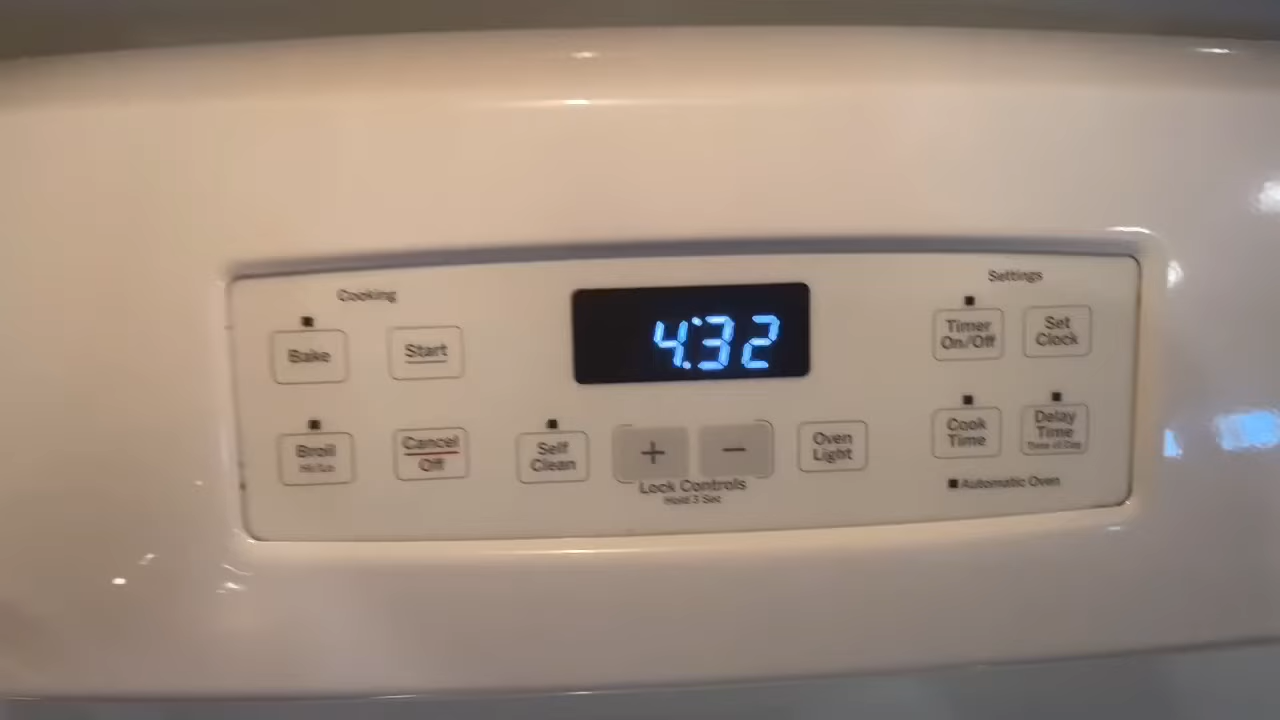 Cooking
Settings
4:32
Bake
Start
Timer
On/Off
Set
Clock
Broil
Hi/Lo
Cancel
Off
Self
Clean
+
−
Oven
Light
Cook
Time
Delay
Time
Time of Day
Lock Controls
Hold 3 Sec
Automatic Oven